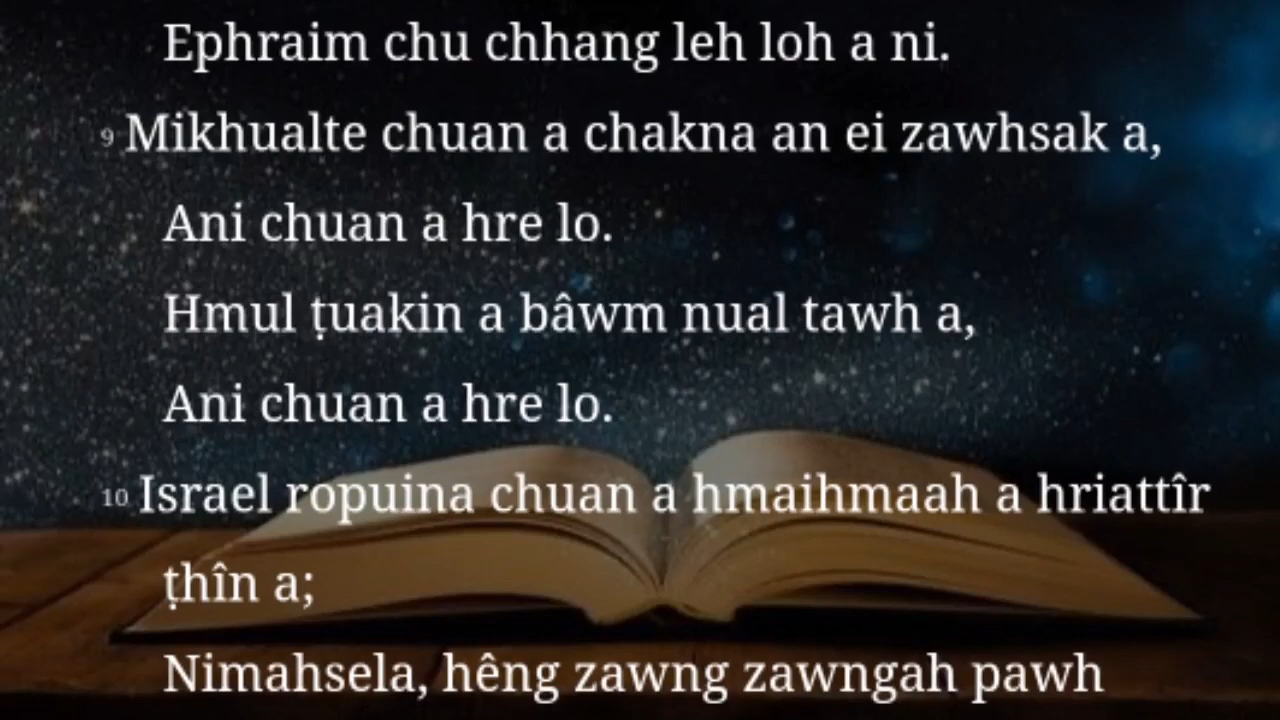 Ephraim chu chhang leh loh a ni.
9 Mikhualte chuan a chakna an ei zawhsak a,
Ani chuan a hre lo.
Hmul ṭuakin a bâwm nual tawh a,
Ani chuan a hre lo.
10 Israel ropuina chuan a hmaihmaah a hriattîr
ṭhîn a;
Nimahsela, hêng zawng zawngah pawh